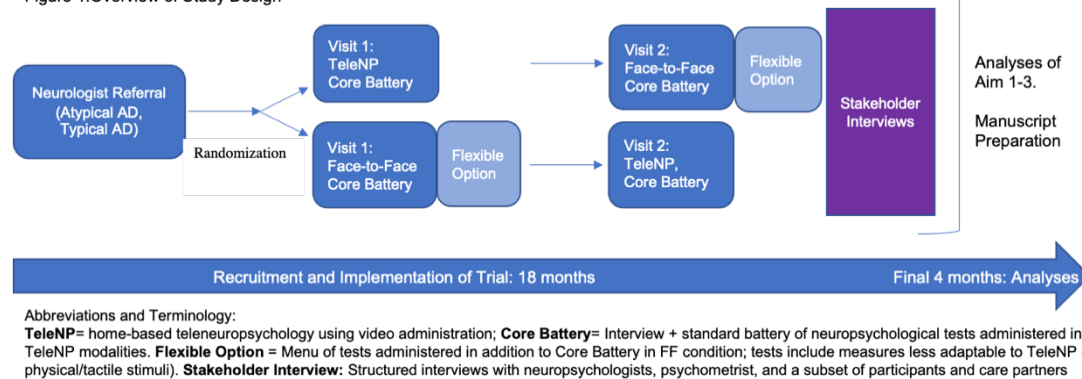 Figure 1.Overview of Study Design
Neurologist Referral
(Atypical AD,
Typical AD)
Randomization
Visit 1:
TeleNP
Core Battery
Visit 1:
Face-to-Face
Core Battery
Flexible
Option
Visit 2:
Face-to-Face
Core Battery
Flexible
Option
Visit 2:
TeleNP,
Core Battery
Stakeholder
Interviews
Analyses of
Aim 1-3.
Manuscript
Preparation
Recruitment and Implementation of Trial: 18 months
Final 4 months: Analyses
Abbreviations and Terminology:
TeleNP= home-based teleneuropsychology using video administration; Core Battery= Interview + standard battery of neuropsychological tests administered in
TeleNP modalities. Flexible Option = Menu of tests administered in addition to Core Battery in FF condition; tests include measures less adaptable to TeleNP
physical/tactile stimuli). Stakeholder Interview: Structured interviews with neuropsychologists, psychometrist, and a subset of participants and care partners